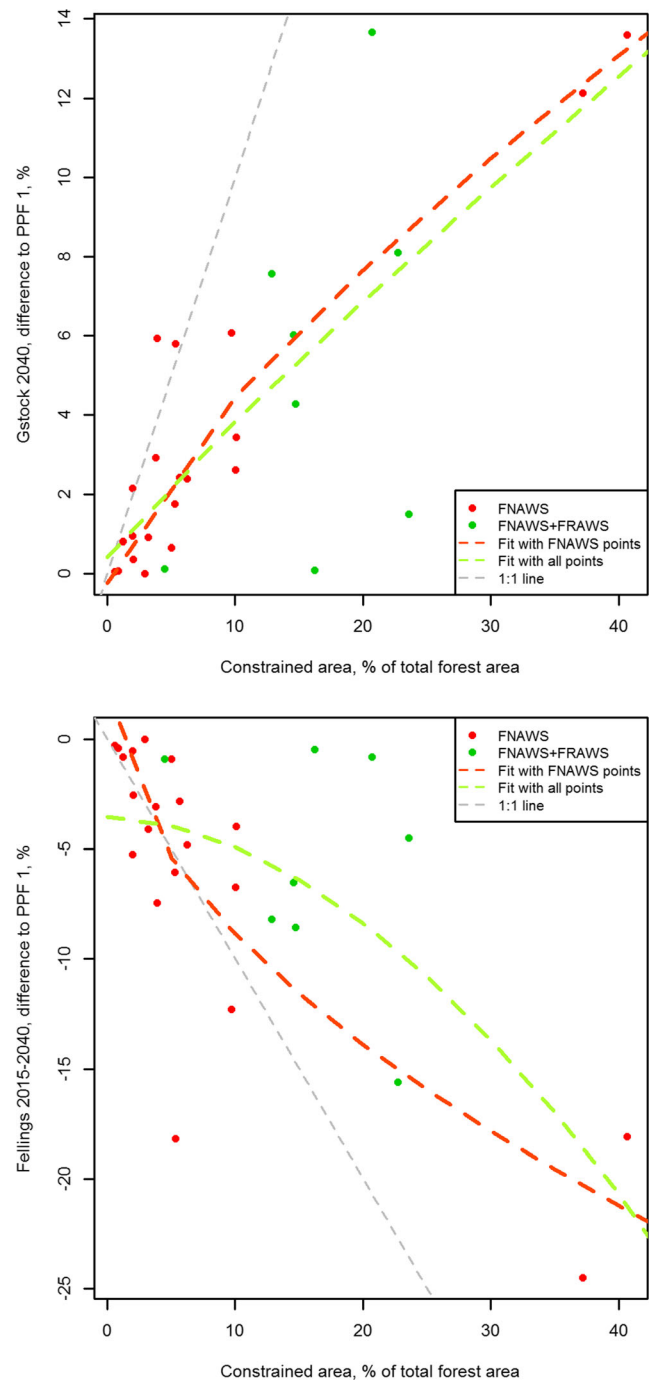 14
12
10
8
6
4
2
0
Gstock 2040, difference to PPF 1, %
FNAWS
FNAWS+FRAWS
Fit with FNAWS points
Fit with all points
1:1 line
0 10 20 30 40
Constrained area, % of total forest area
0
-5
-10
-15
-20
-25
Fellings 2015-2040, difference to PPF 1, %
FNAWS
FNAWS+FRAWS
Fit with FNAWS points
Fit with all points
1:1 line
0 10 20 30 40
Constrained area, % of total forest area